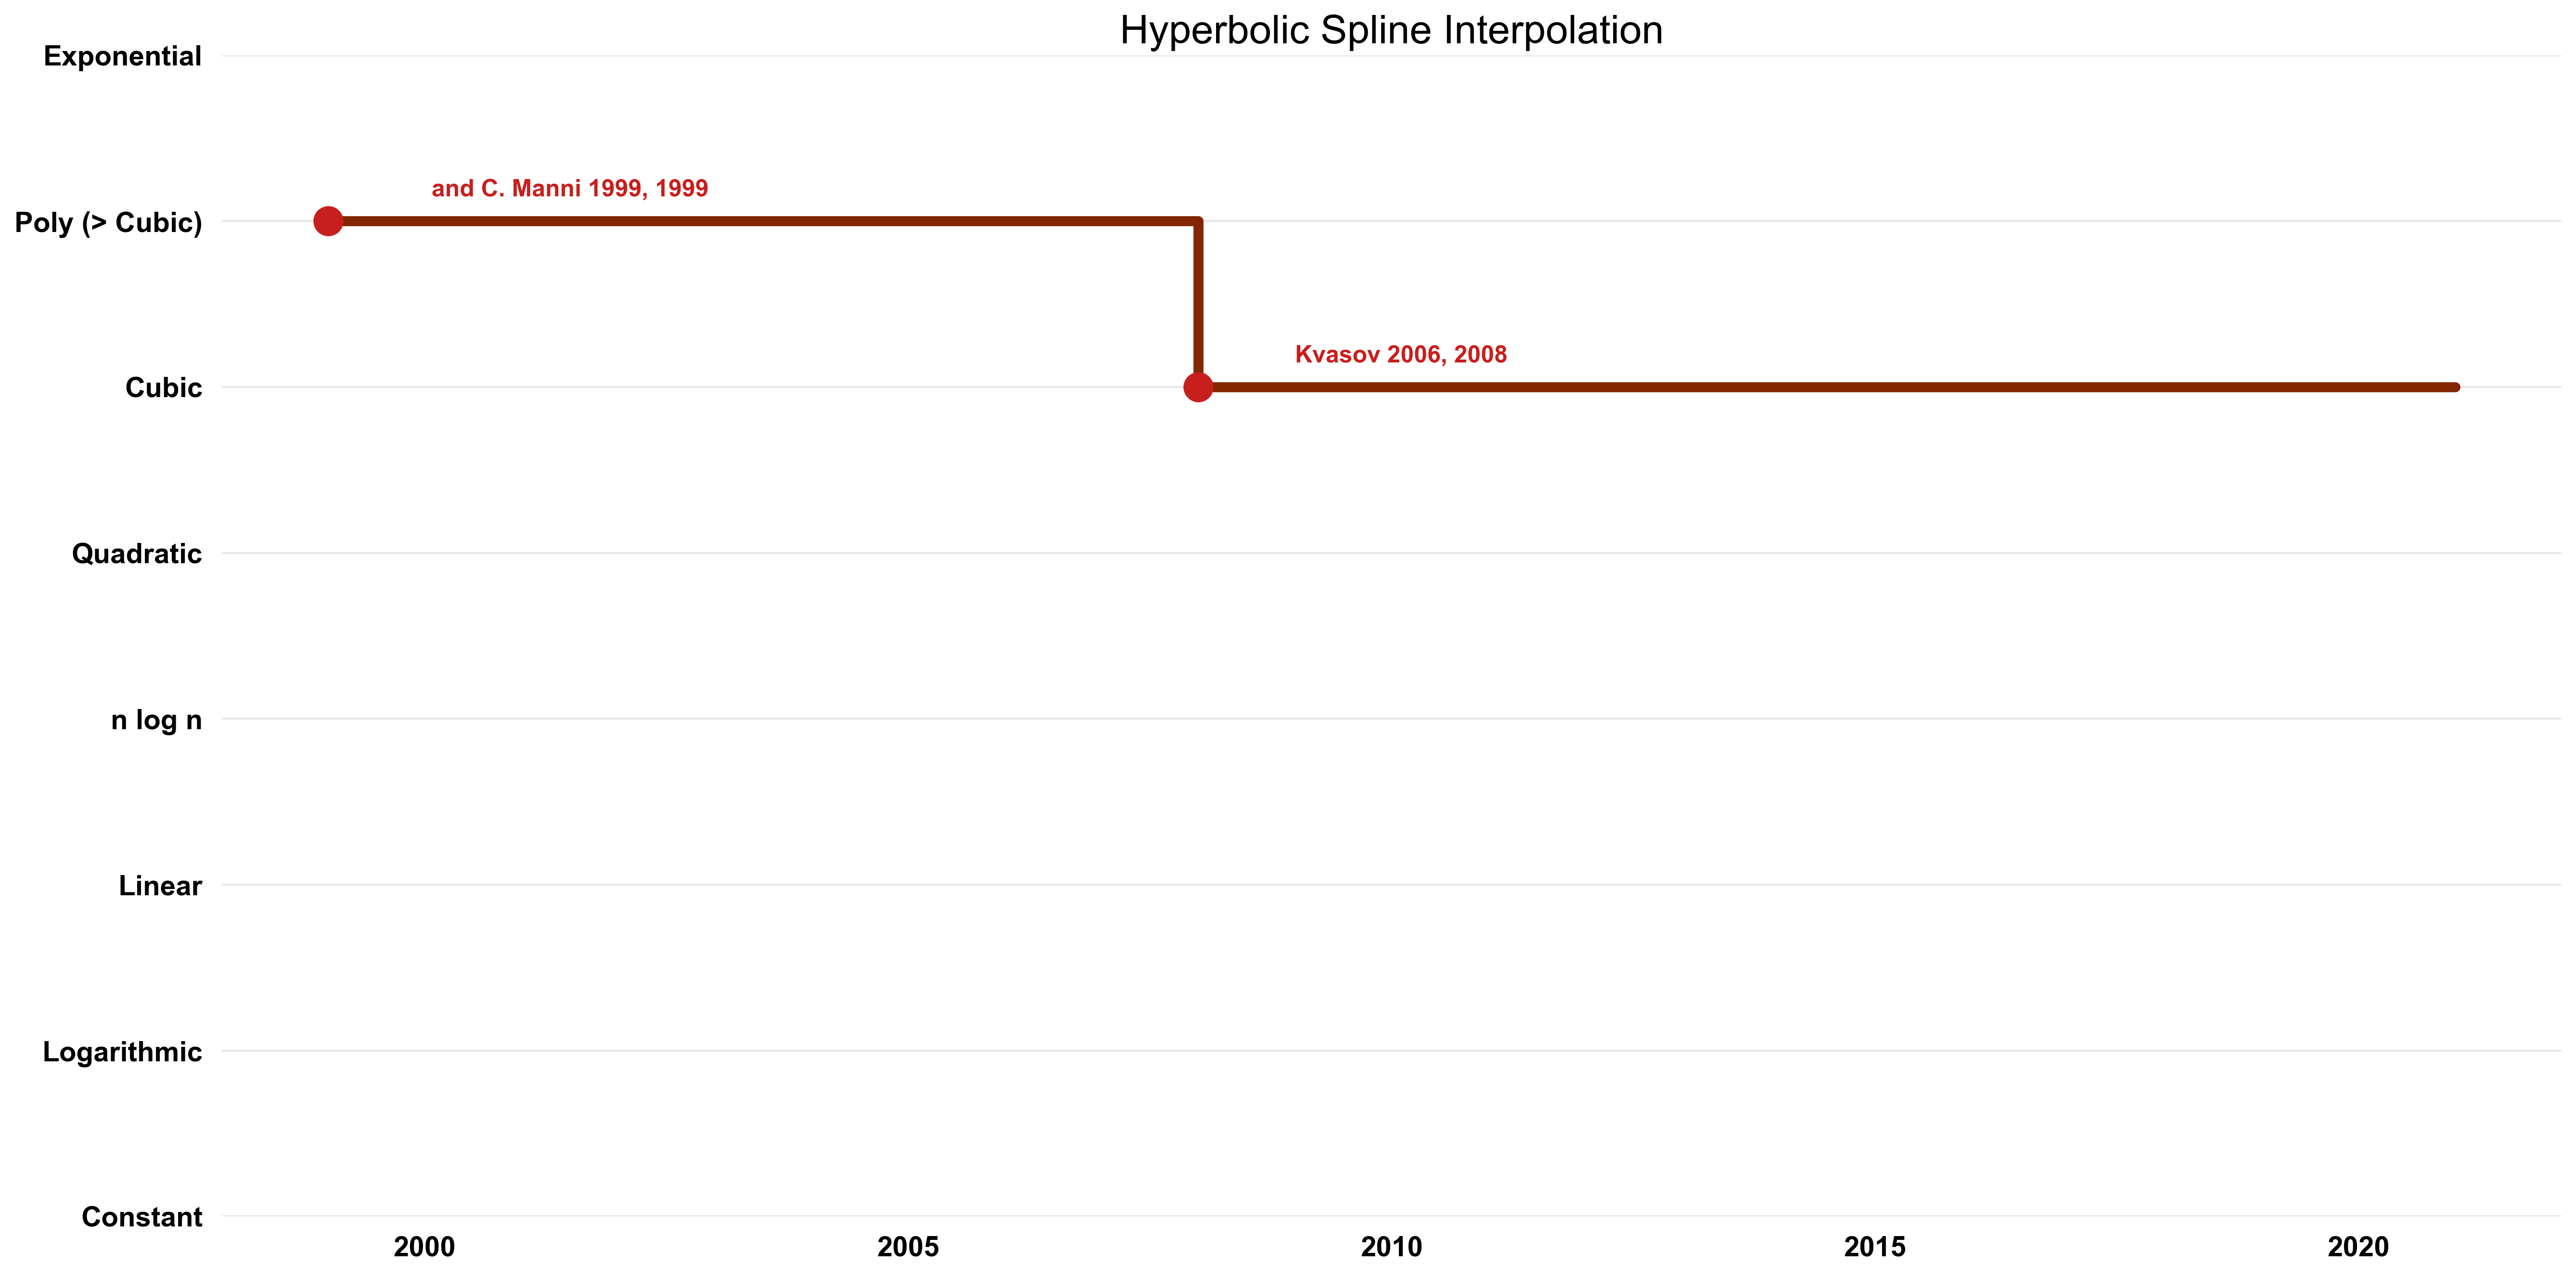 Hyperbolic Spline Interpolation
Exponential
and C. Manni 1999, 1999
Poly (> Cubic)
Kvasov 2006, 2008
Cubic
Quadratic
n log n
Linear
Logarithmic
Constant
2000 2005 2010 2015 2020